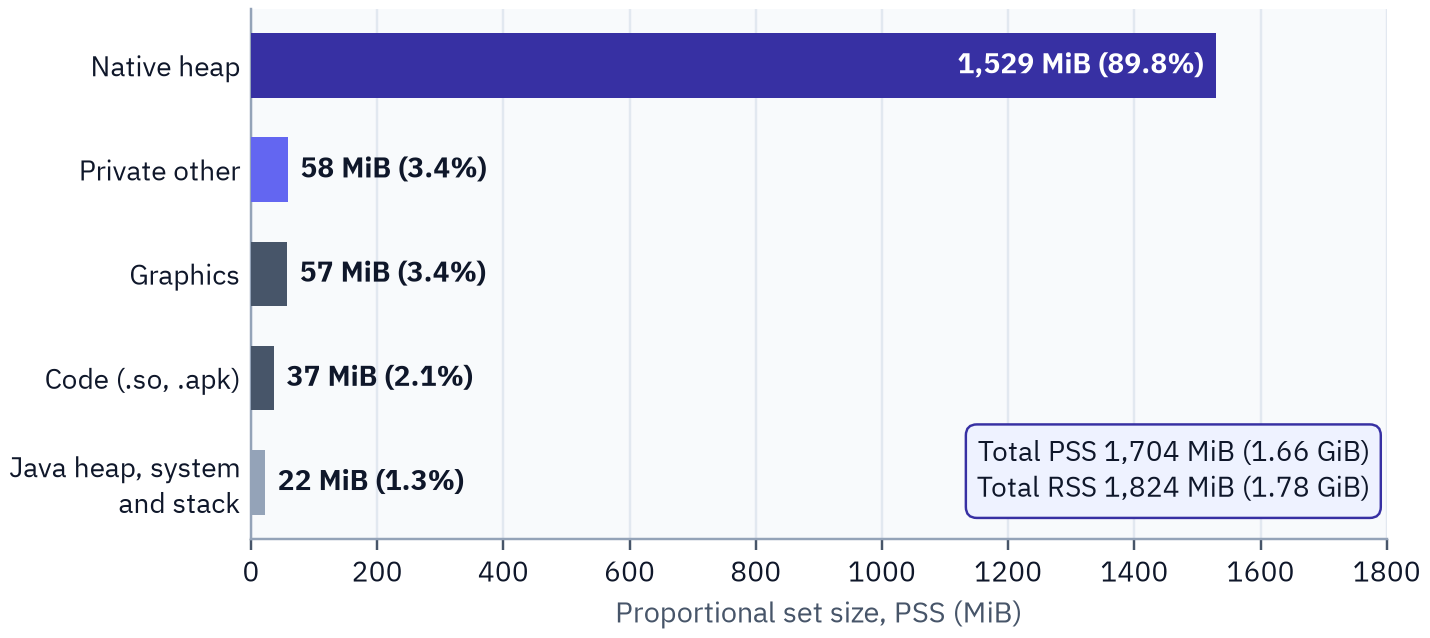 Native heap
1,529 MiB (89.8%)
Private other
58 MiB (3.4%)
Graphics
57 MiB (3.4%)
Code (.so, .apk)
37 MiB (2.1%)
Java heap, system
and stack
22 MiB (1.3%)
Total PSS 1,704 MiB (1.66 GiB)
Total RSS 1,824 MiB (1.78 GiB)
0 200 400 600 800 1000 1200 1400 1600 1800
Proportional set size, PSS (MiB)